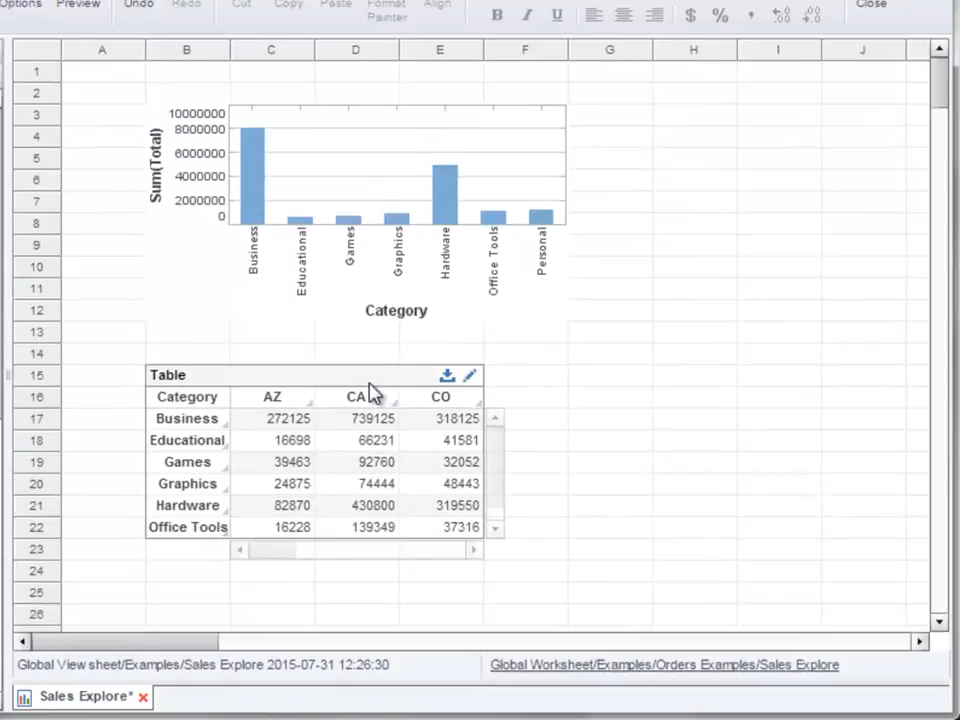 Options Preview Undo Redo Cut Copy Paste Format Painter Align Close
B I U $ % ,
A B C D E F G H I J
1
2
3
4
5
6
7
8
9
10
11
12
13
14
15
16
17
18
19
20
21
22
23
24
25
26
Sum(Total)
10000000
8000000
6000000
4000000
2000000
0
Business Educational Games Graphics Hardware Office Tools Personal
Category
Table
Category AZ CA CO
Business 272125 739125 318125
Educational 16698 66231 41581
Games 39463 92760 32052
Graphics 24875 74444 48443
Hardware 82870 430800 319550
Office Tools 16228 139349 37316
Global View sheet/Examples/Sales Explore 2015-07-31 12:26:30
Global Worksheet/Examples/Orders Examples/Sales Explore
Sales Explore*